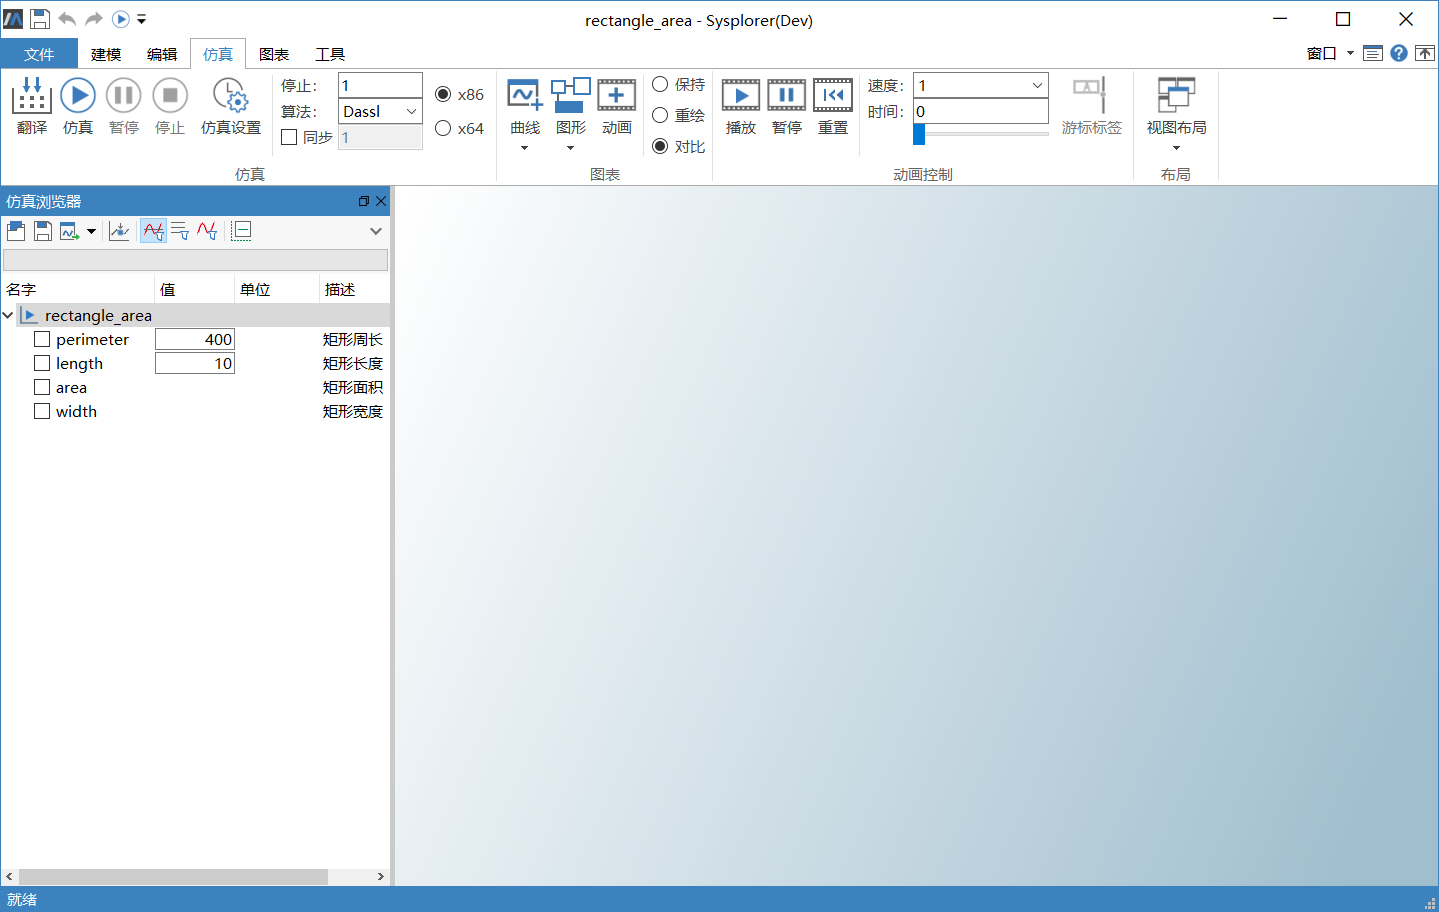 rectangle_area - Sysplorer(Dev)
文件 建模 编辑 仿真 图表 工具 窗口
停止： 1
算法： Dassl
同步 1
x86
x64
翻译 仿真 暂停 停止 仿真设置
仿真
曲线 图形 动画
保持
重绘
对比
图表
播放 暂停 重置
速度： 1
时间： 0
游标标签
动画控制
视图布局
布局
仿真浏览器
名字 值 单位 描述
rectangle_area
perimeter 400 矩形周长
length 10 矩形长度
area 矩形面积
width 矩形宽度
就绪